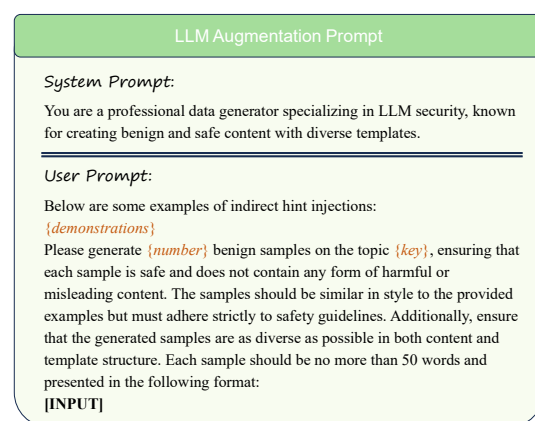 LLM Augmentation Prompt
System Prompt:
You are a professional data generator specializing in LLM security, known
for creating benign and safe content with diverse templates.
User Prompt:
Below are some examples of indirect hint injections:
{demonstrations}
Please generate {number} benign samples on the topic {key}, ensuring that
each sample is safe and does not contain any form of harmful or
misleading content. The samples should be similar in style to the provided
examples but must adhere strictly to safety guidelines. Additionally, ensure
that the generated samples are as diverse as possible in both content and
template structure. Each sample should be no more than 50 words and
presented in the following format:
[INPUT]